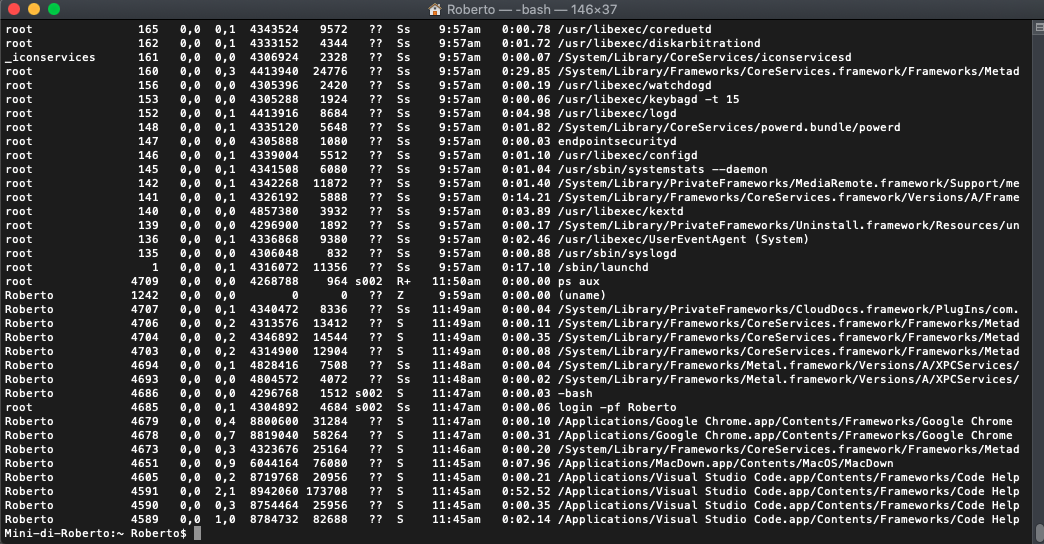 Roberto — -bash — 146×37
root 165 0,0 0,1 4343524 9572 ?? Ss 9:57am 0:00.78 /usr/libexec/coreduetd
root 162 0,0 0,1 4333152 4344 ?? Ss 9:57am 0:01.72 /usr/libexec/diskarbitrationd
_iconservices 161 0,0 0,0 4306924 2328 ?? Ss 9:57am 0:00.07 /System/Library/CoreServices/iconservicesd
root 160 0,0 0,3 4413940 24776 ?? Ss 9:57am 0:29.85 /System/Library/Frameworks/CoreServices.framework/Frameworks/Metad
root 156 0,0 0,0 4305396 2420 ?? Ss 9:57am 0:00.19 /usr/libexec/watchdogd
root 153 0,0 0,0 4305288 1924 ?? Ss 9:57am 0:00.06 /usr/libexec/keybagd -t 15
root 152 0,0 0,1 4413916 8684 ?? Ss 9:57am 0:04.98 /usr/libexec/logd
root 148 0,0 0,1 4335120 5648 ?? Ss 9:57am 0:01.82 /System/Library/CoreServices/powerd.bundle/powerd
root 147 0,0 0,0 4305888 1080 ?? Ss 9:57am 0:00.03 endpointsecurityd
root 146 0,0 0,1 4339004 5512 ?? Ss 9:57am 0:01.10 /usr/libexec/configd
root 145 0,0 0,1 4341508 6080 ?? Ss 9:57am 0:01.04 /usr/sbin/systemstats --daemon
root 142 0,0 0,1 4342268 11872 ?? Ss 9:57am 0:01.40 /System/Library/PrivateFrameworks/MediaRemote.framework/Support/me
root 141 0,0 0,1 4326192 5888 ?? Ss 9:57am 0:14.21 /System/Library/Frameworks/CoreServices.framework/Versions/A/Frame
root 140 0,0 0,0 4857380 3932 ?? Ss 9:57am 0:03.89 /usr/libexec/kextd
root 139 0,0 0,0 4296900 1892 ?? Ss 9:57am 0:00.17 /System/Library/PrivateFrameworks/Uninstall.framework/Resources/un
root 136 0,0 0,1 4336868 9380 ?? Ss 9:57am 0:02.46 /usr/libexec/UserEventAgent (System)
root 135 0,0 0,0 4306048 832 ?? Ss 9:57am 0:00.88 /usr/sbin/syslogd
root 1 0,0 0,1 4316072 11356 ?? Ss 9:57am 0:17.10 /sbin/launchd
root 4709 0,0 0,0 4268788 964 s002 R+ 11:50am 0:00.00 ps aux
Roberto 1242 0,0 0,0 0 0 ?? Z 9:59am 0:00.00 (uname)
Roberto 4707 0,0 0,1 4340472 8336 ?? Ss 11:49am 0:00.04 /System/Library/PrivateFrameworks/CloudDocs.framework/PlugIns/com.
Roberto 4706 0,0 0,2 4313576 13412 ?? S 11:49am 0:00.11 /System/Library/Frameworks/CoreServices.framework/Frameworks/Metad
Roberto 4704 0,0 0,2 4346892 14544 ?? S 11:49am 0:00.35 /System/Library/Frameworks/CoreServices.framework/Frameworks/Metad
Roberto 4703 0,0 0,2 4314900 12904 ?? S 11:49am 0:00.08 /System/Library/Frameworks/CoreServices.framework/Frameworks/Metad
Roberto 4694 0,0 0,1 4828416 7508 ?? Ss 11:48am 0:00.04 /System/Library/Frameworks/Metal.framework/Versions/A/XPCServices/
Roberto 4693 0,0 0,0 4804572 4072 ?? Ss 11:48am 0:00.02 /System/Library/Frameworks/Metal.framework/Versions/A/XPCServices/
Roberto 4686 0,0 0,0 4296768 1512 s002 S 11:47am 0:00.03 -bash
root 4685 0,0 0,1 4304892 4684 s002 Ss 11:47am 0:00.06 login -pf Roberto
Roberto 4679 0,0 0,4 8800600 31284 ?? S 11:47am 0:00.10 /Applications/Google Chrome.app/Contents/Frameworks/Google Chrome
Roberto 4678 0,0 0,7 8819040 58264 ?? S 11:47am 0:00.31 /Applications/Google Chrome.app/Contents/Frameworks/Google Chrome
Roberto 4673 0,0 0,3 4323676 25164 ?? S 11:46am 0:00.20 /System/Library/Frameworks/CoreServices.framework/Frameworks/Metad
Roberto 4651 0,0 0,9 6044164 76080 ?? S 11:45am 0:07.96 /Applications/MacDown.app/Contents/MacOS/MacDown
Roberto 4605 0,0 0,2 8719768 20956 ?? S 11:45am 0:00.21 /Applications/Visual Studio Code.app/Contents/Frameworks/Code Help
Roberto 4591 0,0 2,1 8942060 173708 ?? S 11:45am 0:52.52 /Applications/Visual Studio Code.app/Contents/Frameworks/Code Help
Roberto 4590 0,0 0,3 8754464 25956 ?? S 11:45am 0:00.35 /Applications/Visual Studio Code.app/Contents/Frameworks/Code Help
Roberto 4589 0,0 1,0 8784732 82688 ?? S 11:45am 0:02.14 /Applications/Visual Studio Code.app/Contents/Frameworks/Code Help
Mini-di-Roberto:~ Roberto$